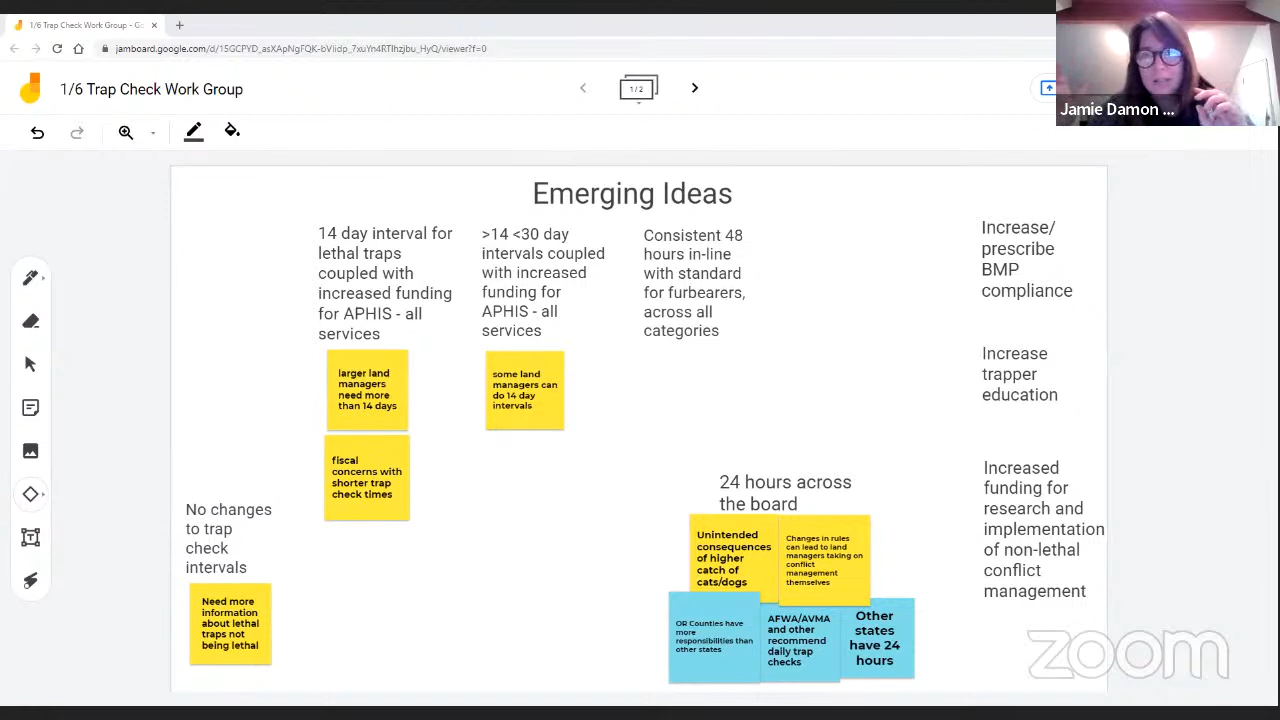 1/6 Trap Check Work Group - Go
jamboard.google.com/d/15GCPYD_asXApNgFQK-bViidp_7xuYn4RTIhzjbu_HyQ/viewer?f=0
1/6 Trap Check Work Group
1/2
Jamie Damon ...
Emerging Ideas
14 day interval for
lethal traps
coupled with
increased funding
for APHIS - all
services
>14 <30 day
intervals coupled
with increased
funding for
APHIS - all
services
Consistent 48
hours in-line
with standard
for furbearers,
across all
categories
Increase/
prescribe
BMP
compliance
larger land
managers
need more
than 14 days
some land
managers can
do 14 day
intervals
Increase
trapper
education
fiscal
concerns with
shorter trap
check times
24 hours across
the board
Increased
funding for
research and
implementation
of non-lethal
conflict
management
No changes
to trap
check
intervals
Unintended
consequences
of higher
catch of
cats/dogs
Changes in rules
can lead to land
managers taking on
conflict
management
themselves
Need more
information
about lethal
traps not
being lethal
OR Counties have
more
responsibilities than
other states
AFWA/AVMA
and other
recommend
daily trap
checks
Other
states
have 24
hours
zoom